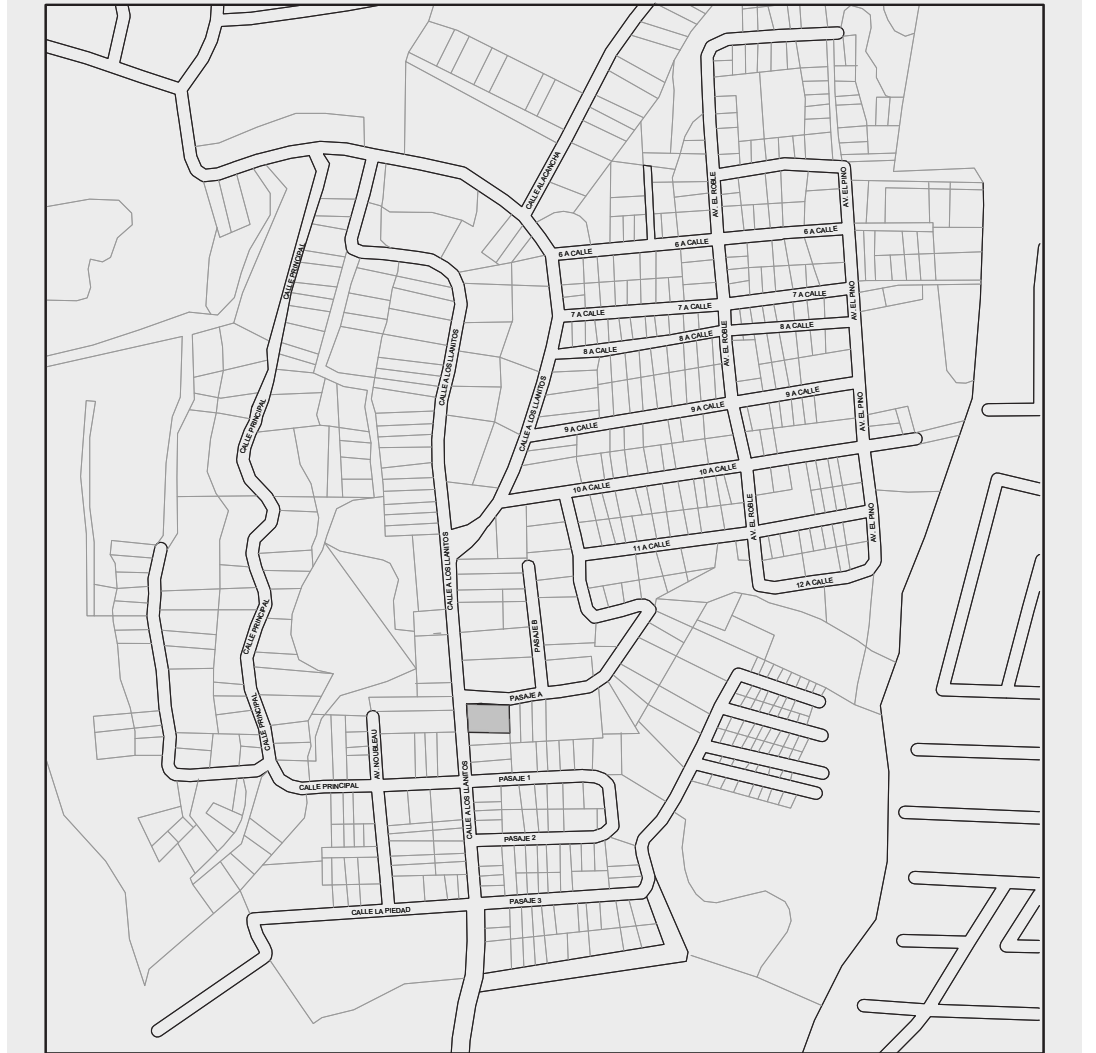 CALLE ALACANCHA
AV. EL ROBLE
AV. EL PINO
6 A CALLE
6 A CALLE
6 A CALLE
CALLE PRINCIPAL
7 A CALLE
AV. EL PINO
7 A CALLE
7 A CALLE
8 A CALLE
8 A CALLE
8 A CALLE
AV. EL ROBLE
CALLE A LOS LLANITOS
CALLE A LOS LLANITOS
9 A CALLE
9 A CALLE
9 A CALLE
AV. EL PINO
CALLE PRINCIPAL
10 A CALLE
10 A CALLE
AV. EL ROBLE
AV. EL PINO
11 A CALLE
CALLE A LOS LLANITOS
12 A CALLE
CALLE PRINCIPAL
PASAJE B
PASAJE A
CALLE PRINCIPAL
AV. NOUBLEAU
CALLE PRINCIPAL
PASAJE 1
CALLE A LOS LLANITOS
PASAJE 2
PASAJE 3
CALLE LA PIEDAD